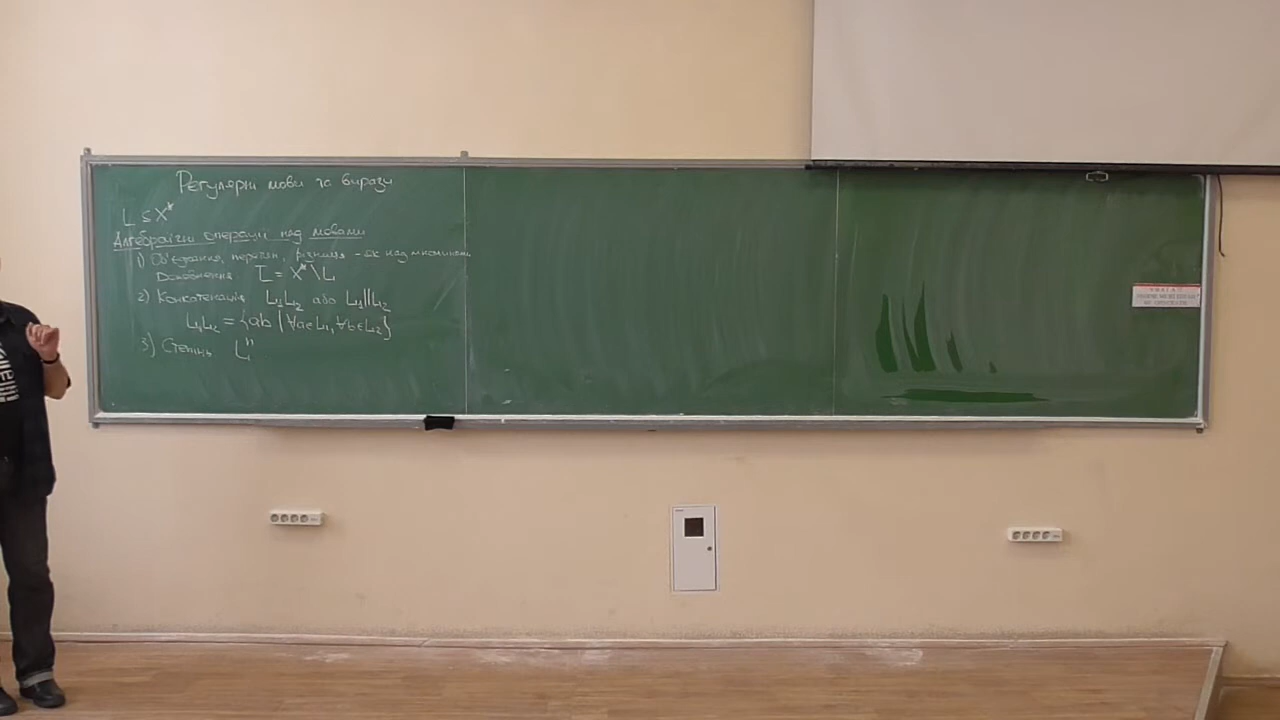 Регулярні мови та вирази
L ⊆ X*
Алгебраїчні операції над мовами
1) Об'єднання, перетин, різниця - як над множинами
Доповнення L̄ = X* \ L
2) Конкатенація L₁L₂ або L₁||L₂
L₁L₂ = {ab | ∀a∈L₁, ∀b∈L₂}
3) Степінь Lⁿ